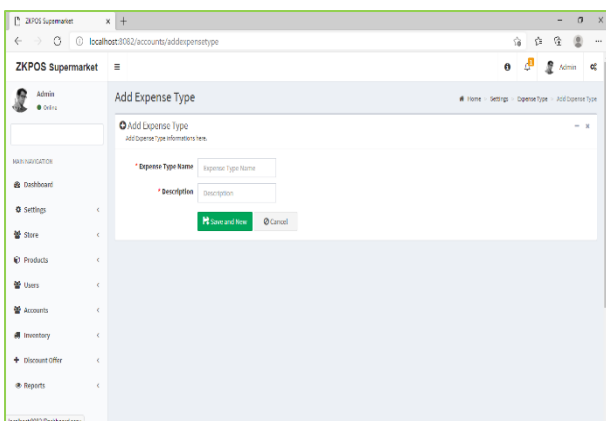 ZKPOS Supermarket
localhost:8082/accounts/addexpensetype
ZKPOS Supermarket
Admin
Admin
Online
Add Expense Type
Home
Settings
Expense Type
Add Expense Type
Add Expense Type
Add Expense Type informations here.
MAIN NAVIGATION
* Expense Type Name
Expense Type Name
Dashboard
* Description
Description
Settings
Save and New
Cancel
Store
Products
Users
Accounts
Inventory
Discount Offer
Reports